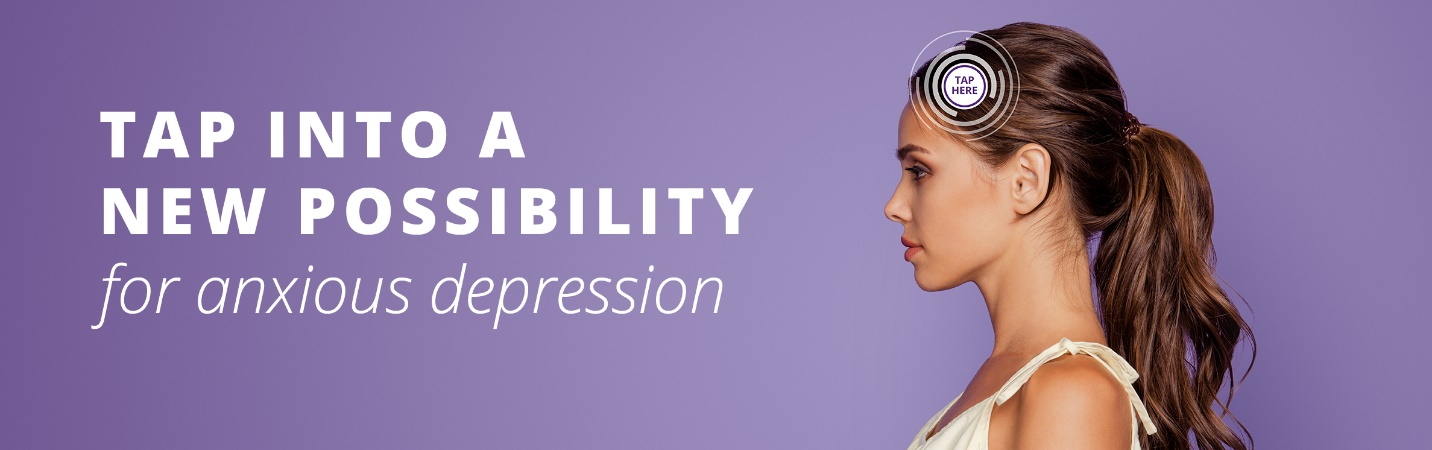 TAP INTO A
NEW POSSIBILITY
for anxious depression
TAP
HERE